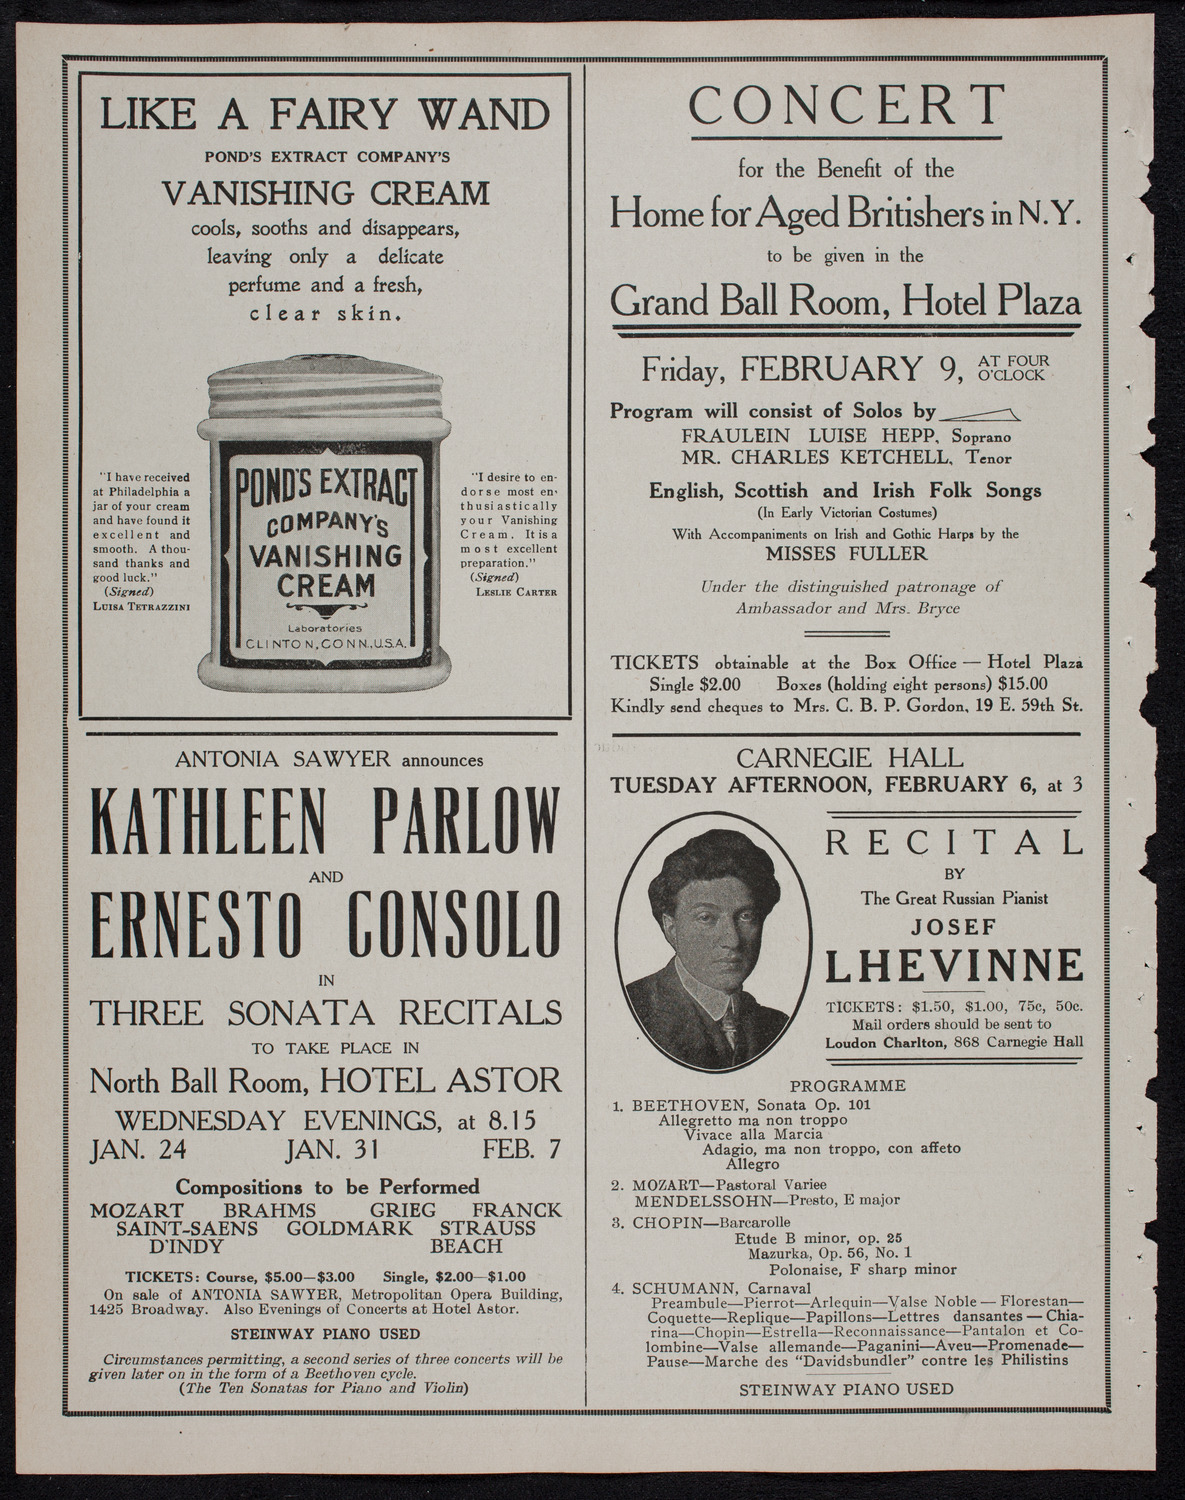 LIKE A FAIRY WAND
POND'S EXTRACT COMPANY'S
VANISHING CREAM
cools, sooths and disappears,
leaving only a delicate
perfume and a fresh,
clear skin.
"I have received
at Philadelphia a
jar of your cream
and have found it
excellent and
smooth. A thou-
sand thanks and
good luck."
(Signed)
LUISA TETRAZZINI
POND'S EXTRACT
COMPANY'S
VANISHING
CREAM
Laboratories
CLINTON, CONN., U.S.A.
"I desire to en-
dorse most en-
thusiastically
your Vanishing
Cream. It is a
most excellent
preparation."
(Signed)
LESLIE CARTER
ANTONIA SAWYER announces
KATHLEEN PARLOW
AND
ERNESTO CONSOLO
IN
THREE SONATA RECITALS
TO TAKE PLACE IN
North Ball Room, HOTEL ASTOR
WEDNESDAY EVENINGS, at 8.15
JAN. 24 JAN. 31 FEB. 7
Compositions to be Performed
MOZART BRAHMS GRIEG FRANCK
SAINT-SAENS GOLDMARK STRAUSS
D'INDY BEACH
TICKETS: Course, $5.00—$3.00 Single, $2.00—$1.00
On sale of ANTONIA SAWYER, Metropolitan Opera Building,
1425 Broadway. Also Evenings of Concerts at Hotel Astor.
STEINWAY PIANO USED
Circumstances permitting, a second series of three concerts will be
given later on in the form of a Beethoven cycle.
(The Ten Sonatas for Piano and Violin)
CONCERT
for the Benefit of the
Home for Aged Britishers in N.Y.
to be given in the
Grand Ball Room, Hotel Plaza
Friday, FEBRUARY 9, AT FOUR
O'CLOCK
Program will consist of Solos by
FRAULEIN LUISE HEPP, Soprano
MR. CHARLES KETCHELL, Tenor
English, Scottish and Irish Folk Songs
(In Early Victorian Costumes)
With Accompaniments on Irish and Gothic Harps by the
MISSES FULLER
Under the distinguished patronage of
Ambassador and Mrs. Bryce
TICKETS obtainable at the Box Office — Hotel Plaza
Single $2.00 Boxes (holding eight persons) $15.00
Kindly send cheques to Mrs. C. B. P. Gordon, 19 E. 59th St.
CARNEGIE HALL
TUESDAY AFTERNOON, FEBRUARY 6, at 3
RECITAL
BY
The Great Russian Pianist
JOSEF
LHEVINNE
TICKETS: $1.50, $1.00, 75c, 50c.
Mail orders should be sent to
Loudon Charlton, 868 Carnegie Hall
PROGRAMME
1. BEETHOVEN, Sonata Op. 101
Allegretto ma non troppo
Vivace alla Marcia
Adagio, ma non troppo, con affeto
Allegro
2. MOZART—Pastoral Variee
MENDELSSOHN—Presto, E major
3. CHOPIN—Barcarolle
Etude B minor, op. 25
Mazurka, Op. 56, No. 1
Polonaise, F sharp minor
4. SCHUMANN, Carnaval
Preambule—Pierrot—Arlequin—Valse Noble — Florestan—
Coquette—Replique—Papillons—Lettres dansantes — Chia-
rina—Chopin—Estrella—Reconnaissance—Pantalon et Co-
lombine—Valse allemande—Paganini—Aveu—Promenade—
Pause—Marche des "Davidsbundler" contre les Philistins
STEINWAY PIANO USED